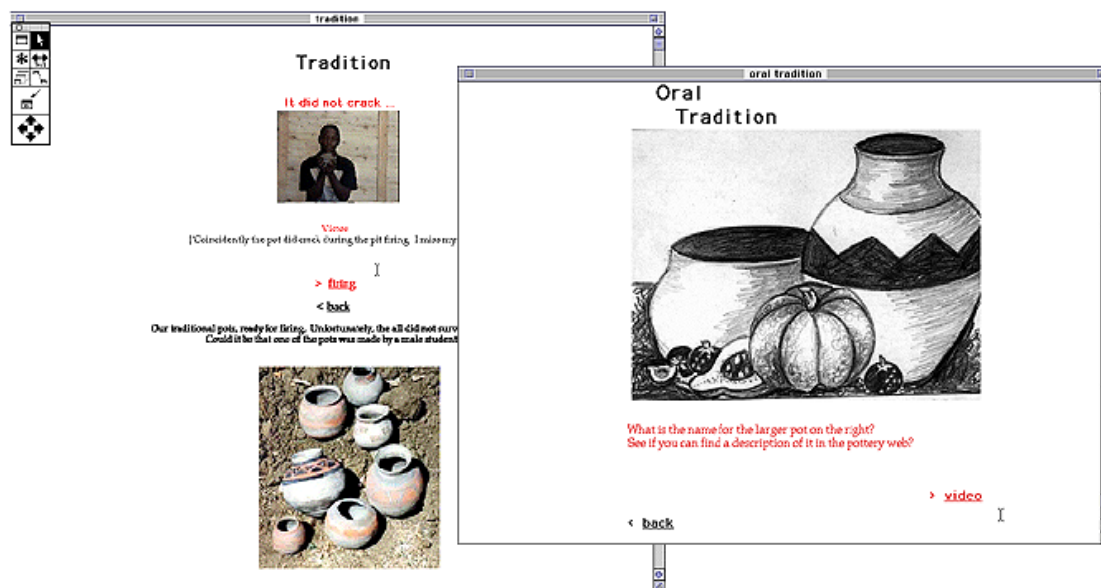 tradition
Tradition
It did not crack ...
Video
["Coincidently the pot did crack during the pit firing. I miss my
> firing
< back
Our traditional pots, ready for firing. Unfortunately, the all did not surv
Could it be that one of the pots was made by a male student
oral tradition
Oral
Tradition
What is the name for the larger pot on the right?
See if you can find a description of it in the pottery web?
> video
< back